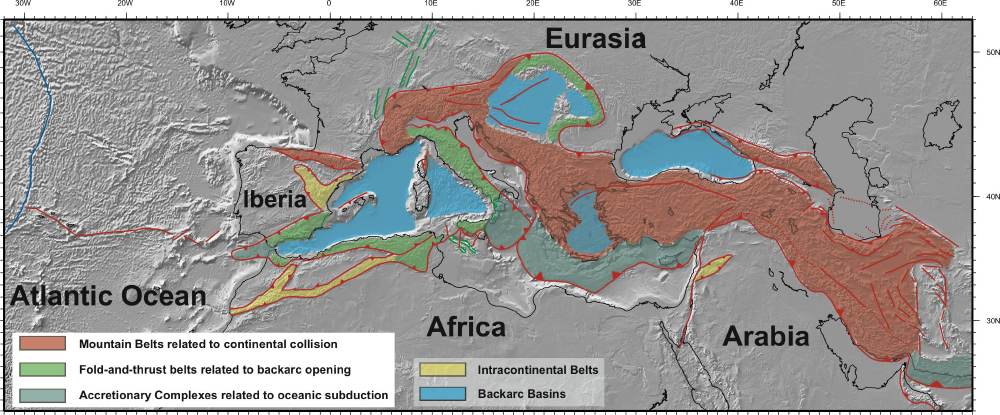 30W 20W 10W 0 10E 20E 30E 40E 50E 60E
Eurasia
50N
40N
Iberia
Atlantic Ocean
Africa
Arabia
30N
Mountain Belts related to continental collision
Fold-and-thrust belts related to backarc opening
Accretionary Complexes related to oceanic subduction
Intracontinental Belts
Backarc Basins